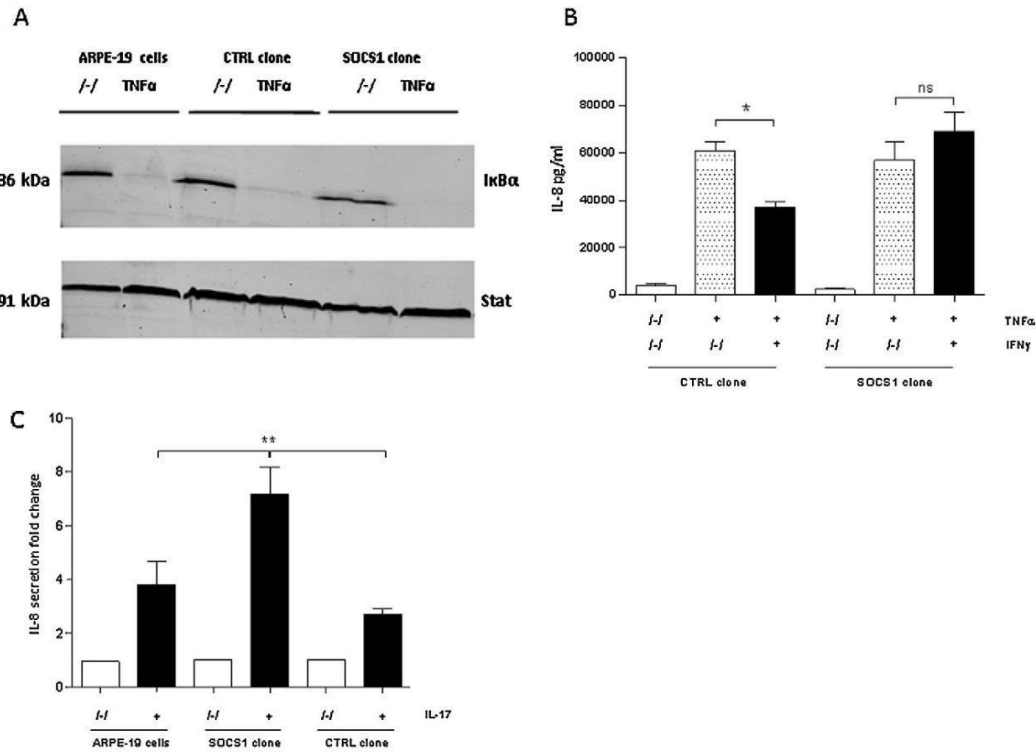 A
ARPE-19 cells CTRL clone SOCS1 clone
/-/ TNFα /-/ TNFα /-/ TNFα
86 kDa IκBα
91 kDa Stat
B
100000
80000
60000
40000
20000
0
IL-8 pg/ml
* ns
/-/ + + /-/ + + TNFα
/-/ /-/ + /-/ /-/ + IFNγ
CTRL clone SOCS1 clone
C
10
8
6
4
2
0
IL-8 secretion fold change
**
/-/ + /-/ + /-/ + IL-17
ARPE-19 cells SOCS1 clone CTRL clone